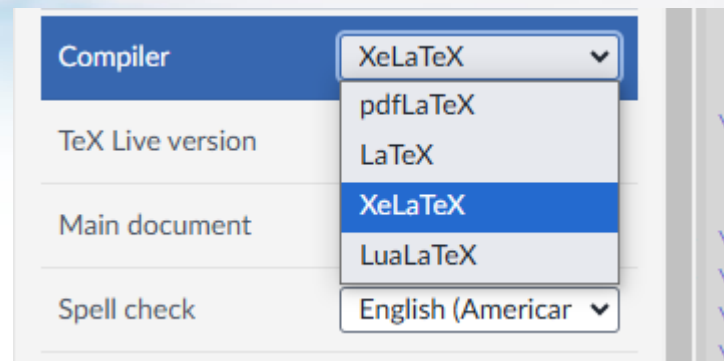 Compiler XeLaTeX
pdfLaTeX
TeX Live version
LaTeX
XeLaTeX
Main document
LuaLaTeX
Spell check English (Americar